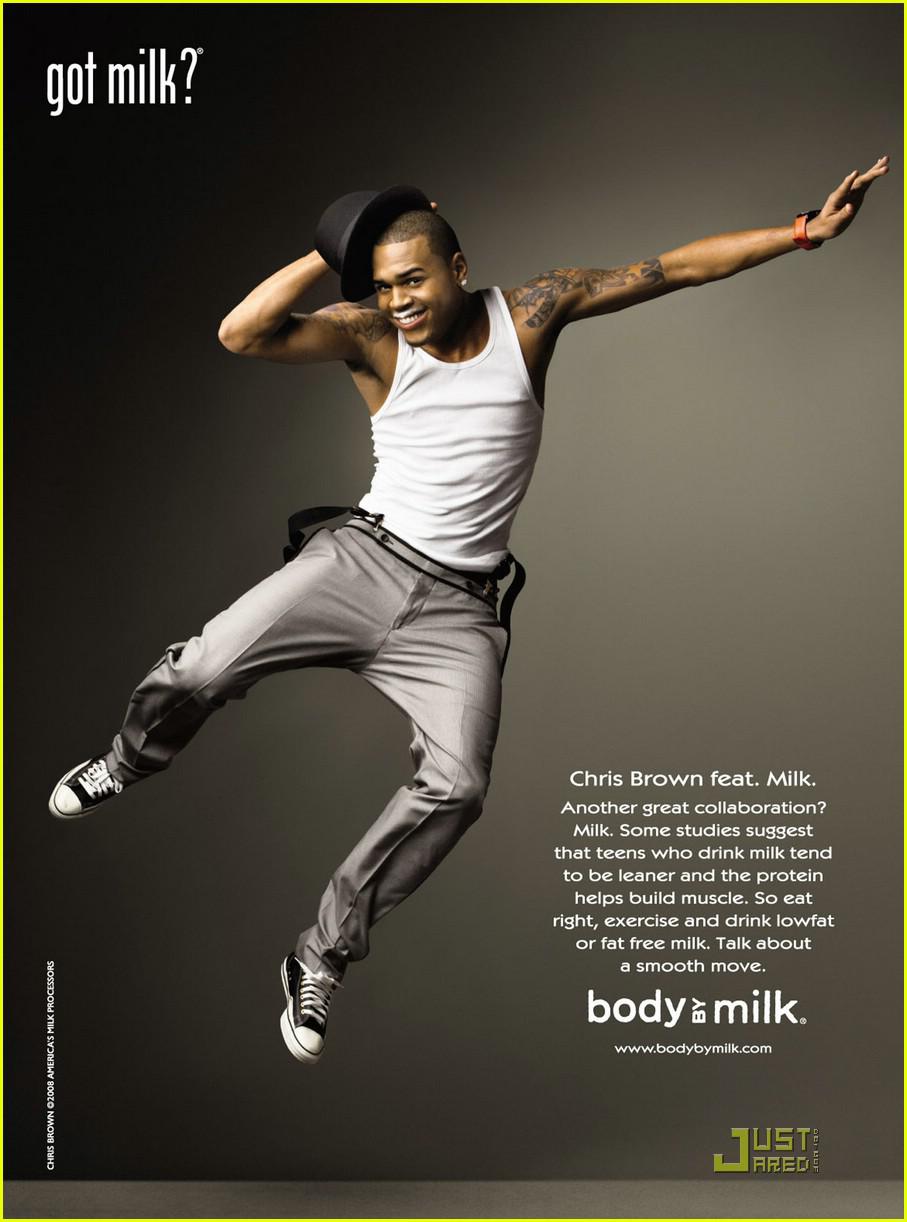 got milk?®
Chris Brown feat. Milk.
Another great collaboration?
Milk. Some studies suggest
that teens who drink milk tend
to be leaner and the protein
helps build muscle. So eat
right, exercise and drink lowfat
or fat free milk. Talk about
a smooth move.
body BY milk®
www.bodybymilk.com
CHRIS BROWN ©2008 AMERICA'S MILK PROCESSORS
JUST
JARED